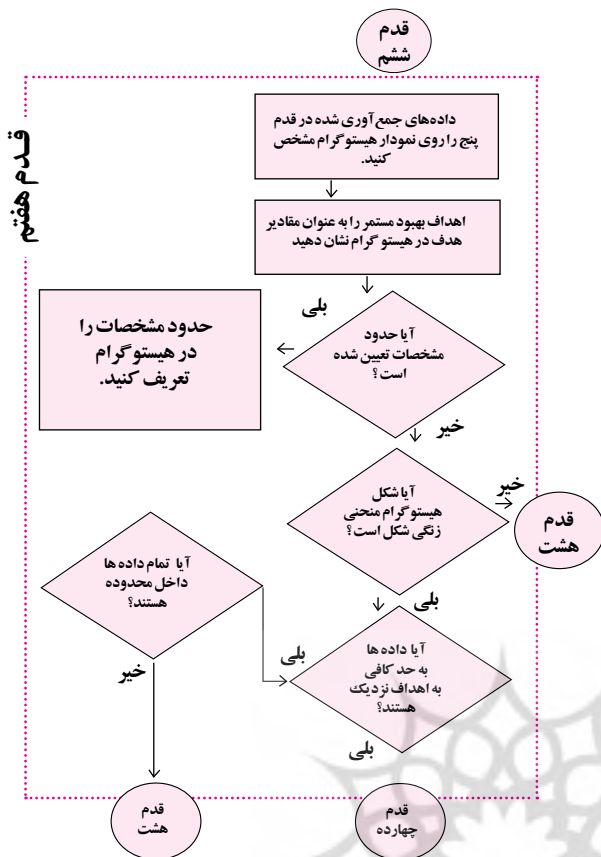 قدم
ششم
قـدم هفتم
داده‌های جمع‌آوری شده در قدم
پنج را روی نمودار هیستوگرام مشخص
کنید.
اهداف بهبود مستمر را به عنوان مقادیر
هدف در هیستوگرام نشان دهید
بلی
آیا حدود
مشخصات تعیین شده
است؟
حدود مشخصات را
در هیستوگرام
تعریف کنید.
خیر
آیا شکل
هیستوگرام منحنی
زنگی شکل است؟
خیر
قدم
هشت
بلی
آیا تمام داده ها
داخل محدوده
هستند؟
بلی
خیر
آیا داده ها
به حد کافی
به اهداف نزدیک
هستند؟
بلی
قدم
چهارده
قدم
هشت